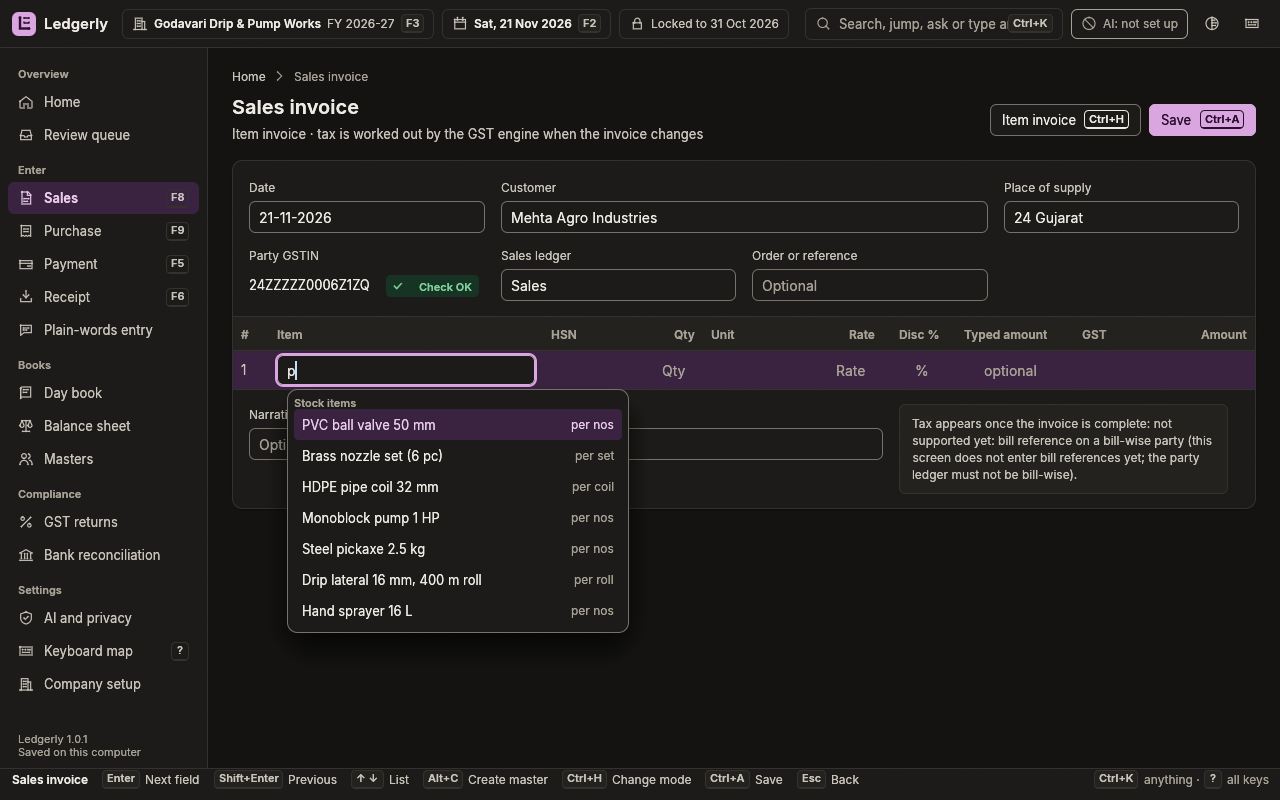 Ledgerly
Godavari Drip & Pump Works FY 2026-27 F3
Sat, 21 Nov 2026 F2
Locked to 31 Oct 2026
Search, jump, ask or type a Ctrl+K
AI: not set up
Overview
Home
Review queue
Enter
Sales F8
Purchase F9
Payment F5
Receipt F6
Plain-words entry
Books
Day book
Balance sheet
Masters
Compliance
GST returns
Bank reconciliation
Settings
AI and privacy
Keyboard map ?
Company setup
Ledgerly 1.0.1
Saved on this computer
Home Sales invoice
Sales invoice
Item invoice · tax is worked out by the GST engine when the invoice changes
Item invoice Ctrl+H
Save Ctrl+A
Date Customer Place of supply
21-11-2026 Mehta Agro Industries 24 Gujarat
Party GSTIN Sales ledger Order or reference
24ZZZZZ0006Z1ZQ Check OK Sales Optional
# Item HSN Qty Unit Rate Disc % Typed amount GST Amount
1 p Qty Rate % optional
Narrati
Opti
Stock items
PVC ball valve 50 mm per nos
Brass nozzle set (6 pc) per set
HDPE pipe coil 32 mm per coil
Monoblock pump 1 HP per nos
Steel pickaxe 2.5 kg per nos
Drip lateral 16 mm, 400 m roll per roll
Hand sprayer 16 L per nos
Tax appears once the invoice is complete: not
supported yet: bill reference on a bill-wise party (this
screen does not enter bill references yet; the party
ledger must not be bill-wise).
Sales invoice Enter Next field Shift+Enter Previous ↑ ↓ List Alt+C Create master Ctrl+H Change mode Ctrl+A Save Esc Back Ctrl+K anything · ? all keys